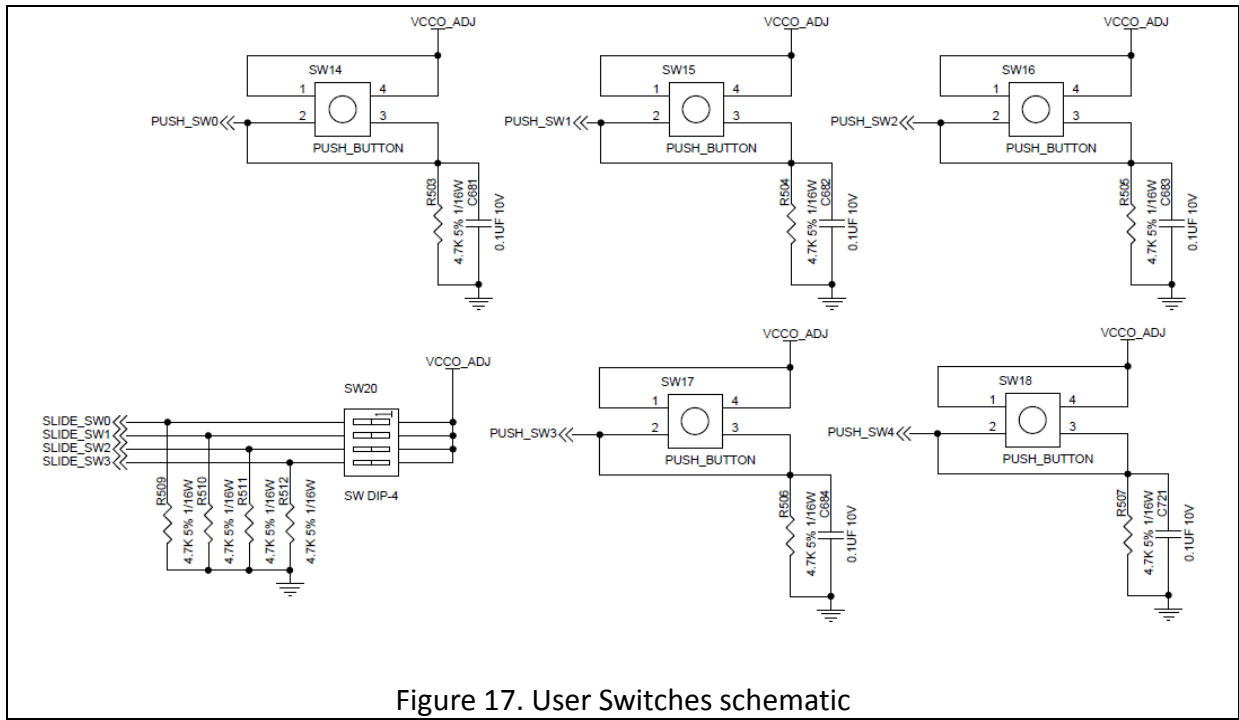 VCCO_ADJ
SW14
1
4
PUSH_SW0
2
3
PUSH_BUTTON
R503
4.7K 5% 1/16W
C681
0.1UF 10V
VCCO_ADJ
SW15
1
4
PUSH_SW1
2
3
PUSH_BUTTON
R504
4.7K 5% 1/16W
C682
0.1UF 10V
VCCO_ADJ
SW16
1
4
PUSH_SW2
2
3
PUSH_BUTTON
R505
4.7K 5% 1/16W
C683
0.1UF 10V
VCCO_ADJ
SW20
SLIDE_SW0
SLIDE_SW1
SLIDE_SW2
SLIDE_SW3
SW DIP-4
R509
4.7K 5% 1/16W
R510
4.7K 5% 1/16W
R511
4.7K 5% 1/16W
R512
4.7K 5% 1/16W
VCCO_ADJ
SW17
1
4
PUSH_SW3
2
3
PUSH_BUTTON
R506
4.7K 5% 1/16W
C684
0.1UF 10V
VCCO_ADJ
SW18
1
4
PUSH_SW4
2
3
PUSH_BUTTON
R507
4.7K 5% 1/16W
C721
0.1UF 10V
Figure 17. User Switches schematic